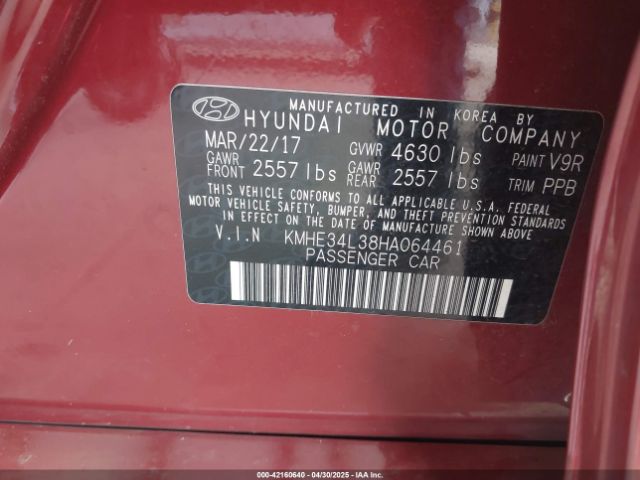 MANUFACTURED IN KOREA BY
HYUNDAI MOTOR COMPANY
MAR/22/17 GVWR 4630 lbs PAINT V9R
GAWR FRONT 2557 lbs GAWR REAR 2557 lbs TRIM PPB
THIS VEHICLE CONFORMS TO ALL APPLICABLE U.S.A. FEDERAL
MOTOR VEHICLE SAFETY, BUMPER, AND THEFT PREVENTION STANDARDS
IN EFFECT ON THE DATE OF MANUFACTURE SHOWN ABOVE.
V.I.N KMHE34L38HA064461
PASSENGER CAR
000-42160640 - 04/30/2025 - IAA, Inc.